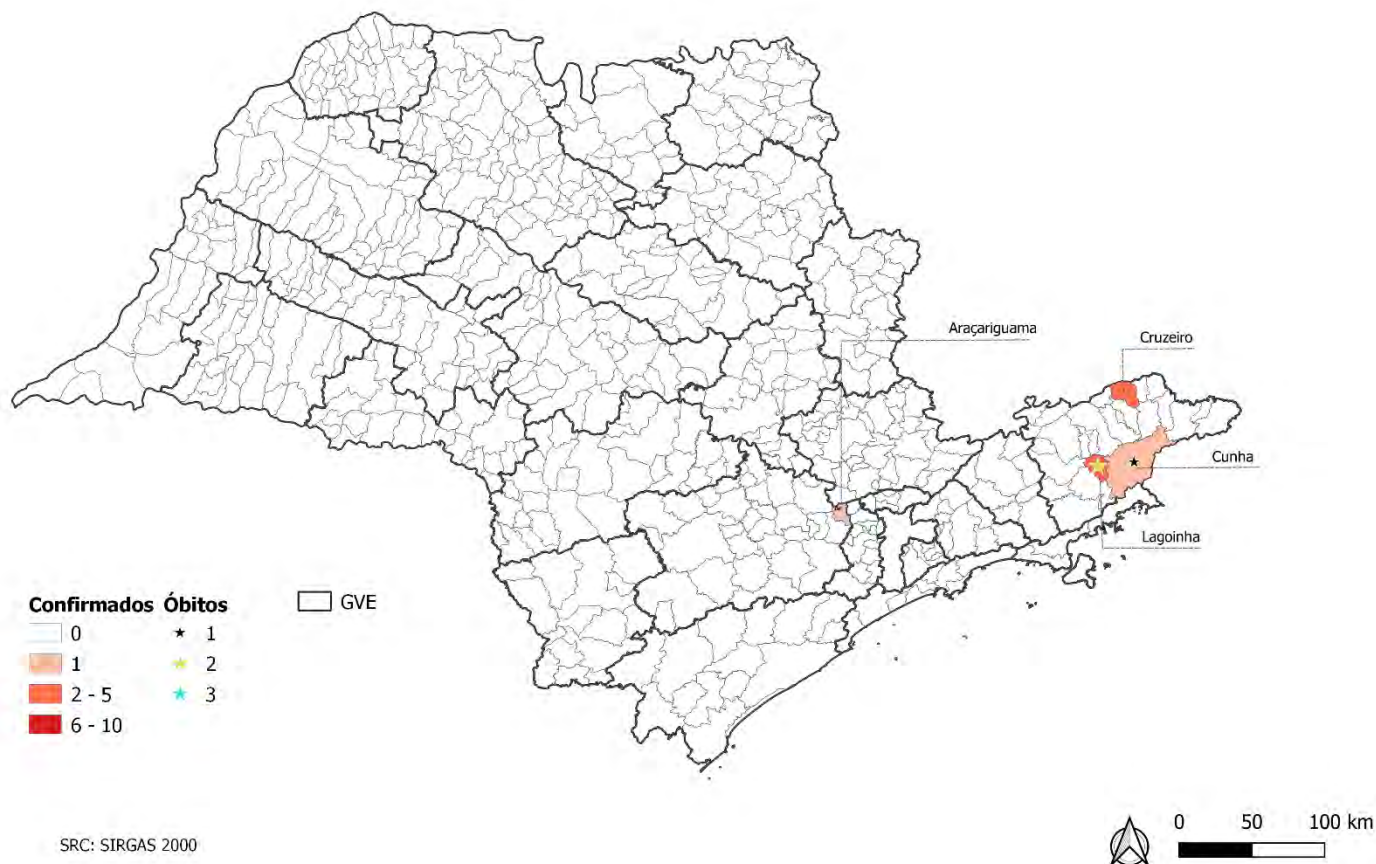 Araçariguama
Cruzeiro
Cunha
Lagoinha
Confirmados Óbitos
GVE
0 1
1 2
2 - 5 3
6 - 10
0 50 100 km
SRC: SIRGAS 2000